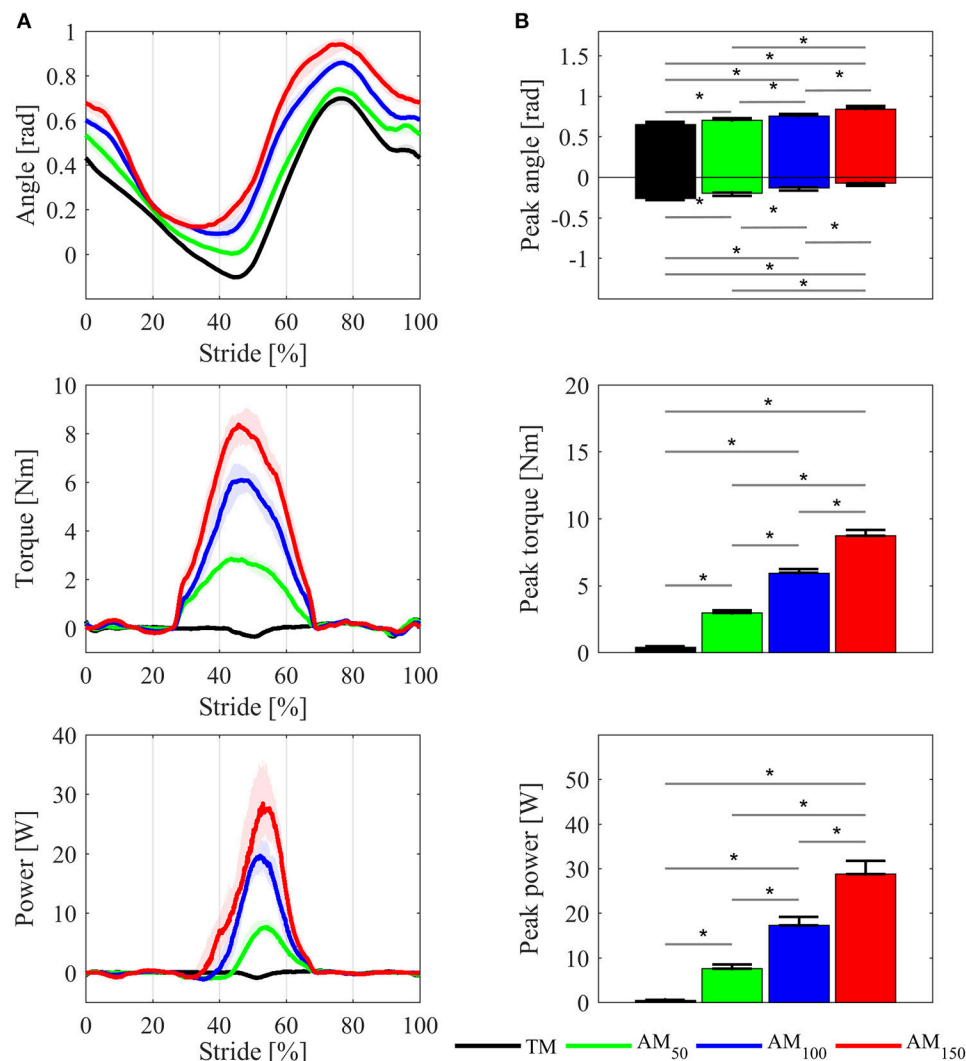 A
B
Angle [rad]
1
0.8
0.6
0.4
0.2
0
0 20 40 60 80 100
Stride [%]
Peak angle [rad]
1.5
1
0.5
0
-0.5
-1
* * * * * *
* * * * * *
Torque [Nm]
10
8
6
4
2
0
0 20 40 60 80 100
Stride [%]
Peak torque [Nm]
20
15
10
5
0
* * * * * *
Power [W]
40
30
20
10
0
0 20 40 60 80 100
Stride [%]
Peak power [W]
50
40
30
20
10
0
* * * * * *
TM AM50 AM100 AM150